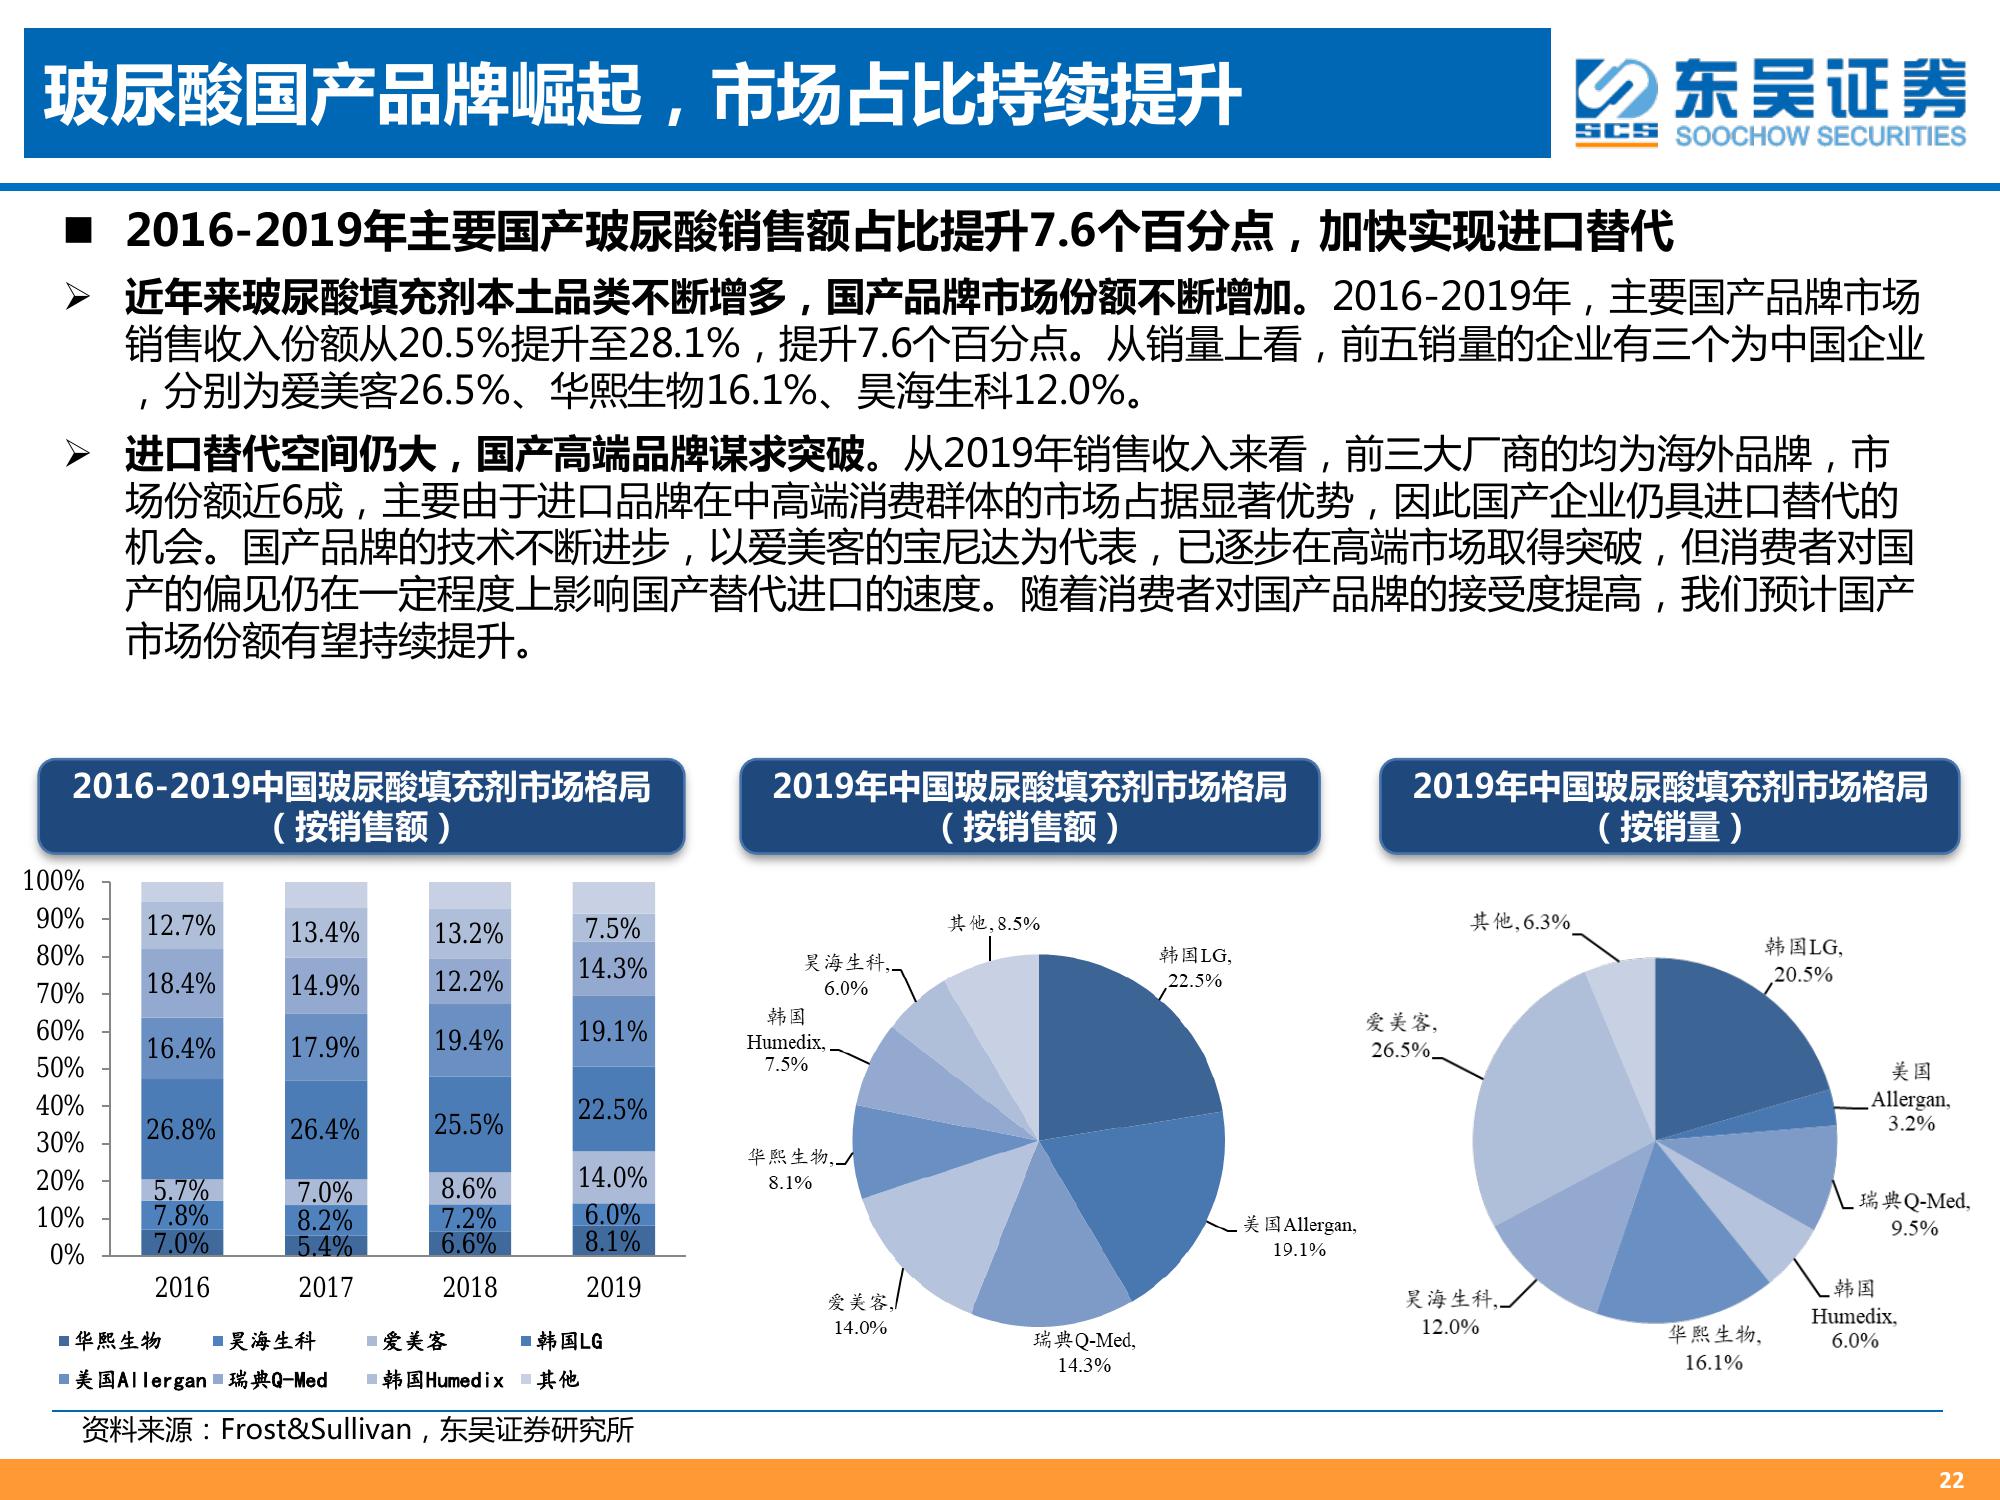 玻尿酸国产品牌崛起，市场占比持续提升
东吴证券
SCS
SOOCHOW SECURITIES
■ 2016-2019年主要国产玻尿酸销售额占比提升7.6个百分点，加快实现进口替代
➢ 近年来玻尿酸填充剂本土品类不断增多，国产品牌市场份额不断增加。2016-2019年，主要国产品牌市场
销售收入份额从20.5%提升至28.1%，提升7.6个百分点。从销量上看，前五销量的企业有三个为中国企业
，分别为爱美客26.5%、华熙生物16.1%、昊海生科12.0%。
➢ 进口替代空间仍大，国产高端品牌谋求突破。从2019年销售收入来看，前三大厂商的均为海外品牌，市
场份额近6成，主要由于进口品牌在中高端消费群体的市场占据显著优势，因此国产企业仍具进口替代的
机会。国产品牌的技术不断进步，以爱美客的宝尼达为代表，已逐步在高端市场取得突破，但消费者对国
产的偏见仍在一定程度上影响国产替代进口的速度。随着消费者对国产品牌的接受度提高，我们预计国产
市场份额有望持续提升。
2016-2019中国玻尿酸填充剂市场格局
（按销售额）
100%
90%
80%
70%
60%
50%
40%
30%
20%
10%
0%
12.7%
18.4%
16.4%
26.8%
5.7%
7.8%
7.0%
13.4%
14.9%
17.9%
26.4%
7.0%
8.2%
5.4%
13.2%
12.2%
19.4%
25.5%
8.6%
7.2%
6.6%
7.5%
14.3%
19.1%
22.5%
14.0%
6.0%
8.1%
2016 2017 2018 2019
华熙生物 昊海生科 爱美客 韩国LG
美国Allergan 瑞典Q-Med 韩国Humedix 其他
2019年中国玻尿酸填充剂市场格局
（按销售额）
其他, 8.5%
韩国LG,
22.5%
昊海生科,
6.0%
韩国
Humedix,
7.5%
华熙生物,
8.1%
美国Allergan,
19.1%
爱美客,
14.0%
瑞典Q-Med,
14.3%
2019年中国玻尿酸填充剂市场格局
（按销量）
其他, 6.3%
韩国LG,
20.5%
爱美客,
26.5%
美国
Allergan,
3.2%
瑞典Q-Med,
9.5%
昊海生科,
12.0%
韩国
Humedix,
6.0%
华熙生物,
16.1%
资料来源：Frost&Sullivan，东吴证券研究所
22